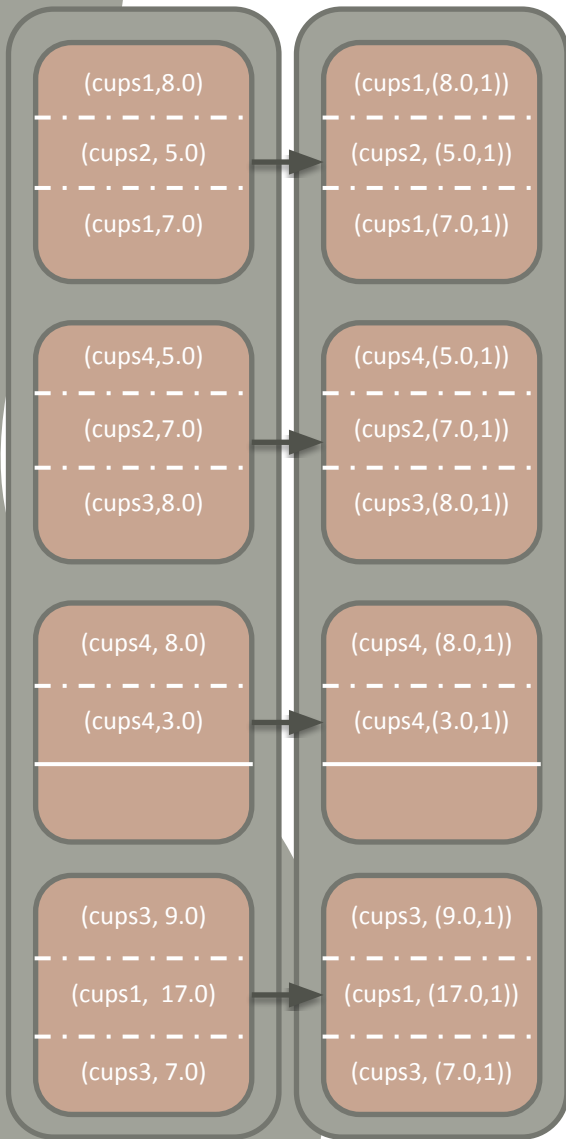 (cups1,8.0)
(cups2, 5.0)
(cups1,7.0)
(cups4,5.0)
(cups2,7.0)
(cups3,8.0)
(cups4, 8.0)
(cups4,3.0)
(cups3, 9.0)
(cups1,  17.0)
(cups3, 7.0)
(cups1,(8.0,1))
(cups2, (5.0,1))
(cups1,(7.0,1))
(cups4,(5.0,1))
(cups2,(7.0,1))
(cups3,(8.0,1))
(cups4, (8.0,1))
(cups4,(3.0,1))
(cups3, (9.0,1))
(cups1, (17.0,1))
(cups3, (7.0,1))